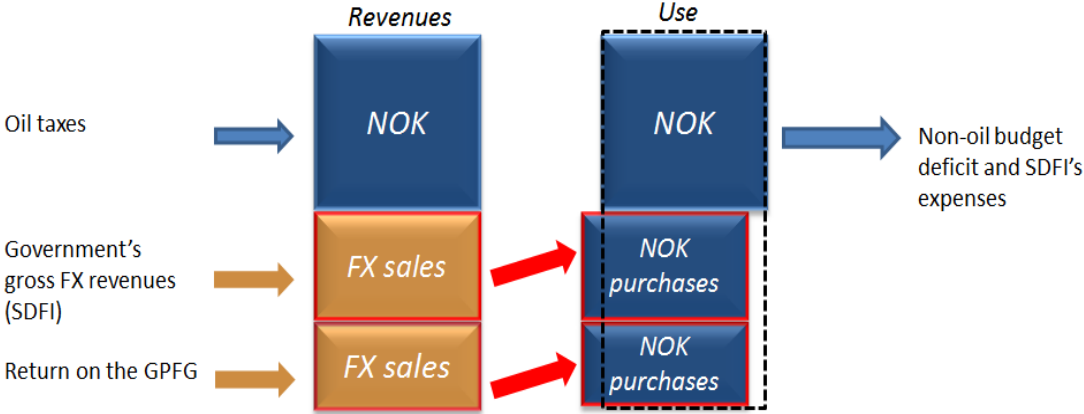 Revenues
Use
Oil taxes
NOK
NOK
Non-oil budget
deficit and SDFI's
expenses
Government's
gross FX revenues
(SDFI)
FX sales
NOK
purchases
Return on the GPFG
FX sales
NOK
purchases